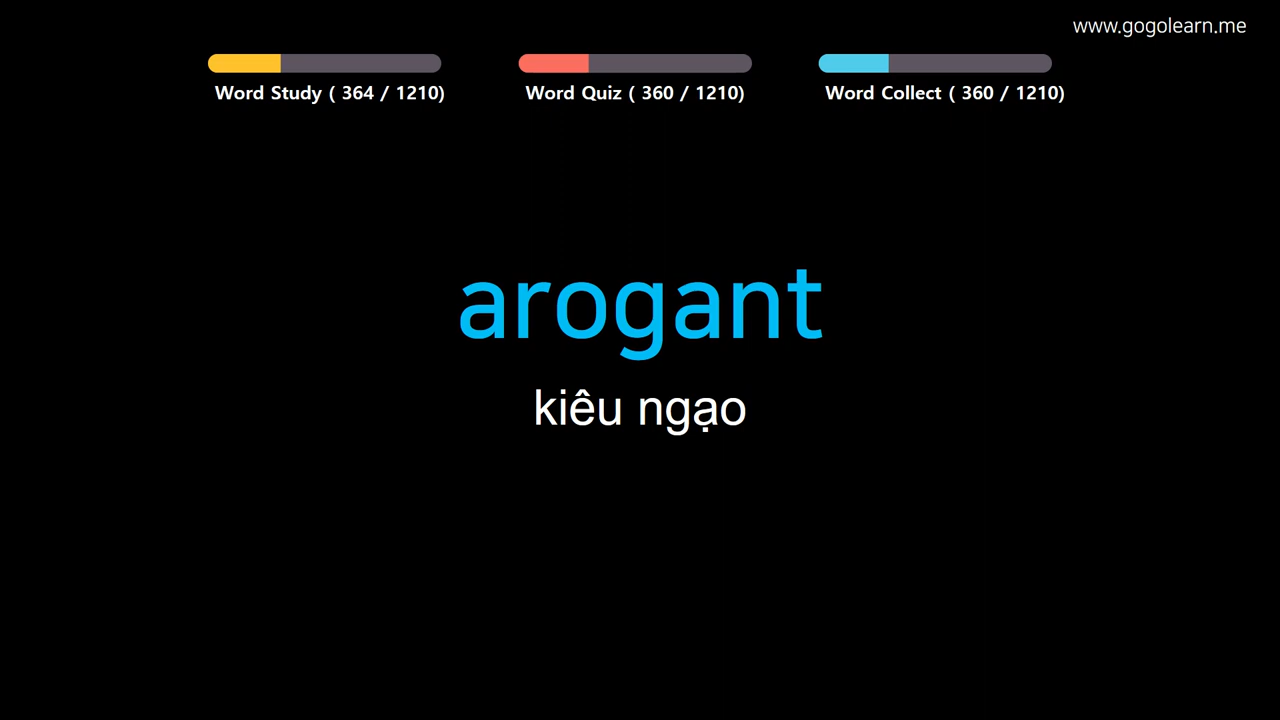 www.gogolearn.me
Word Study ( 364 / 1210)
Word Quiz ( 360 / 1210)
Word Collect ( 360 / 1210)
arogant
kiêu ngạo